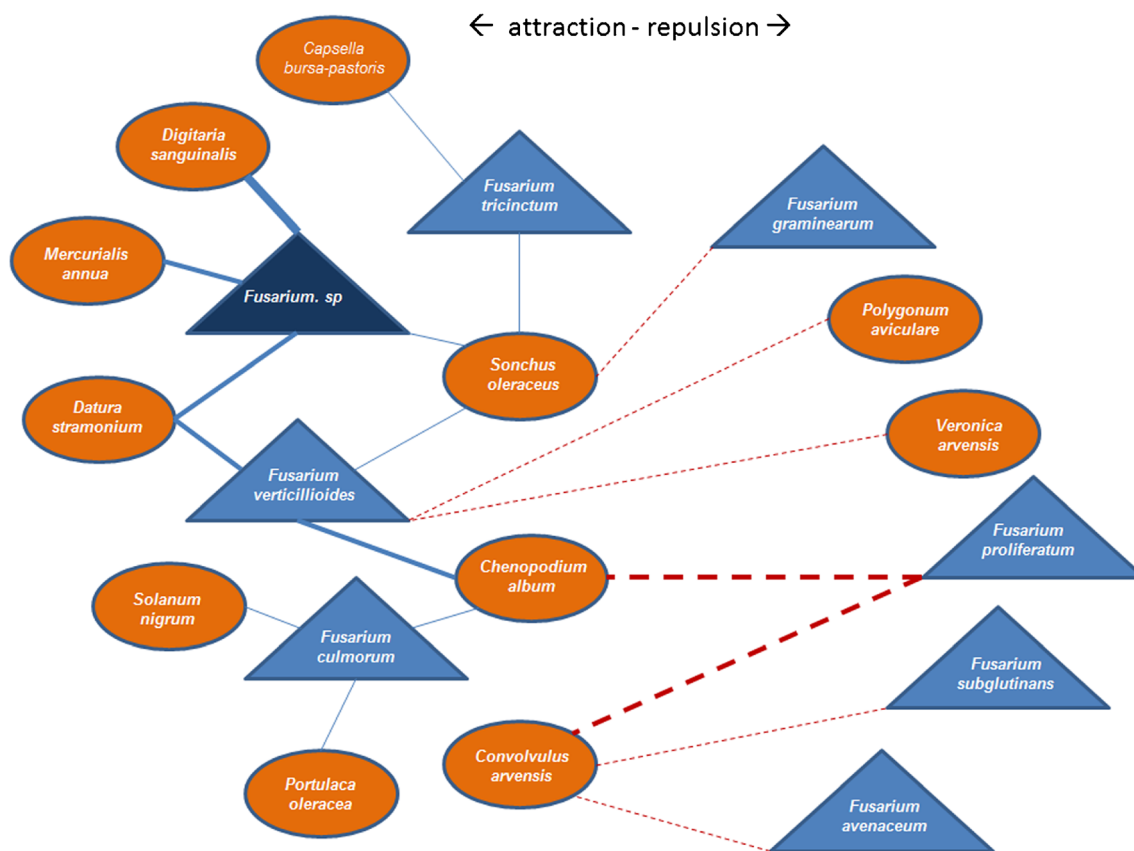 ← attraction - repulsion →
Capsella
bursa-pastoris
Digitaria
sanguinalis
Fusarium
tricinctum
Fusarium
graminearum
Mercurialis
annua
Fusarium. sp
Polygonum
aviculare
Sonchus
oleraceus
Datura
stramonium
Veronica
arvensis
Fusarium
verticillioides
Fusarium
proliferatum
Chenopodium
album
Solanum
nigrum
Fusarium
culmorum
Fusarium
subglutinans
Convolvulus
arvensis
Portulaca
oleracea
Fusarium
avenaceum